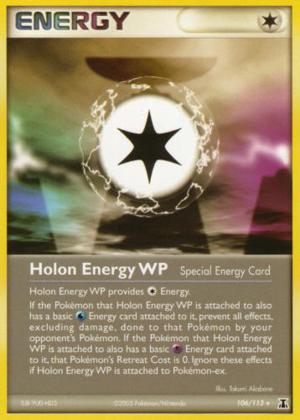 ENERGY
Holon Energy WP Special Energy Card
Holon Energy WP provides Energy.
If the Pokémon that Holon Energy WP is attached to also
has a basic Energy card attached to it, prevent all effects,
excluding damage, done to that Pokémon by your
opponent's Pokémon. If the Pokémon that Holon Energy
WP is attached to also has a basic Energy card attached
to it, that Pokémon's Retreat Cost is 0. Ignore these effects
if Holon Energy WP is attached to Pokémon-ex.
Illus. Takumi Akabane
©2005 Pokémon/Nintendo
106/113